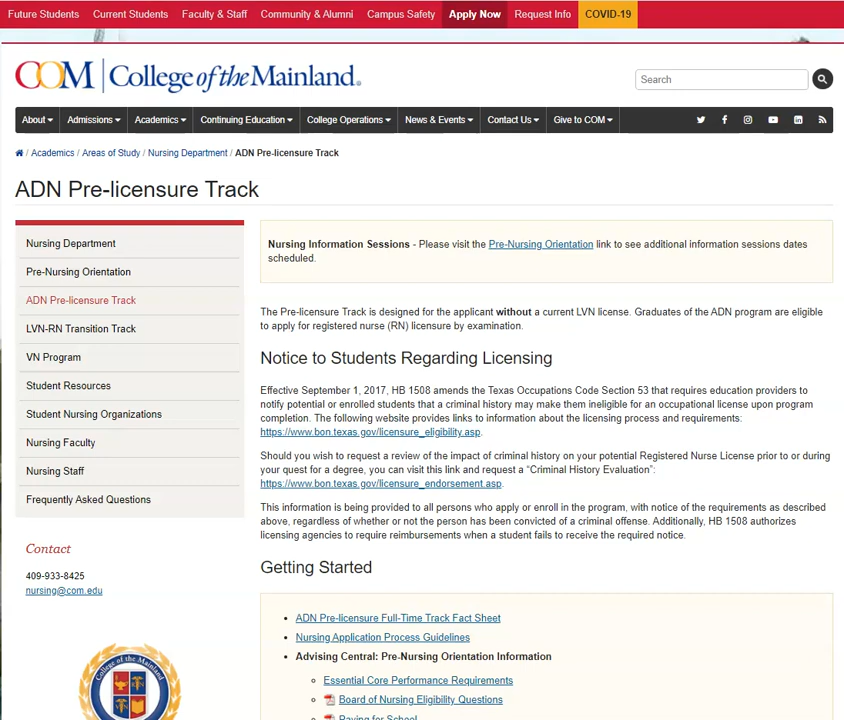 Future Students Current Students Faculty & Staff Community & Alumni Campus Safety Apply Now Request Info COVID-19
COM College of the Mainland®
Search
About Admissions Academics Continuing Education College Operations News & Events Contact Us Give to COM
/ Academics / Areas of Study / Nursing Department / ADN Pre-licensure Track
ADN Pre-licensure Track
Nursing Department
Pre-Nursing Orientation
ADN Pre-licensure Track
LVN-RN Transition Track
VN Program
Student Resources
Student Nursing Organizations
Nursing Faculty
Nursing Staff
Frequently Asked Questions
Contact
409-933-8425
nursing@com.edu
College of the Mainland
Nursing Information Sessions - Please visit the Pre-Nursing Orientation link to see additional information sessions dates
scheduled.
The Pre-licensure Track is designed for the applicant without a current LVN license. Graduates of the ADN program are eligible
to apply for registered nurse (RN) licensure by examination.
Notice to Students Regarding Licensing
Effective September 1, 2017, HB 1508 amends the Texas Occupations Code Section 53 that requires education providers to
notify potential or enrolled students that a criminal history may make them ineligible for an occupational license upon program
completion. The following website provides links to information about the licensing process and requirements:
https://www.bon.texas.gov/licensure_eligibility.asp.
Should you wish to request a review of the impact of criminal history on your potential Registered Nurse License prior to or during
your quest for a degree, you can visit this link and request a “Criminal History Evaluation”:
https://www.bon.texas.gov/licensure_endorsement.asp.
This information is being provided to all persons who apply or enroll in the program, with notice of the requirements as described
above, regardless of whether or not the person has been convicted of a criminal offense. Additionally, HB 1508 authorizes
licensing agencies to require reimbursements when a student fails to receive the required notice.
Getting Started
ADN Pre-licensure Full-Time Track Fact Sheet
Nursing Application Process Guidelines
Advising Central: Pre-Nursing Orientation Information
Essential Core Performance Requirements
Board of Nursing Eligibility Questions
Paying for School